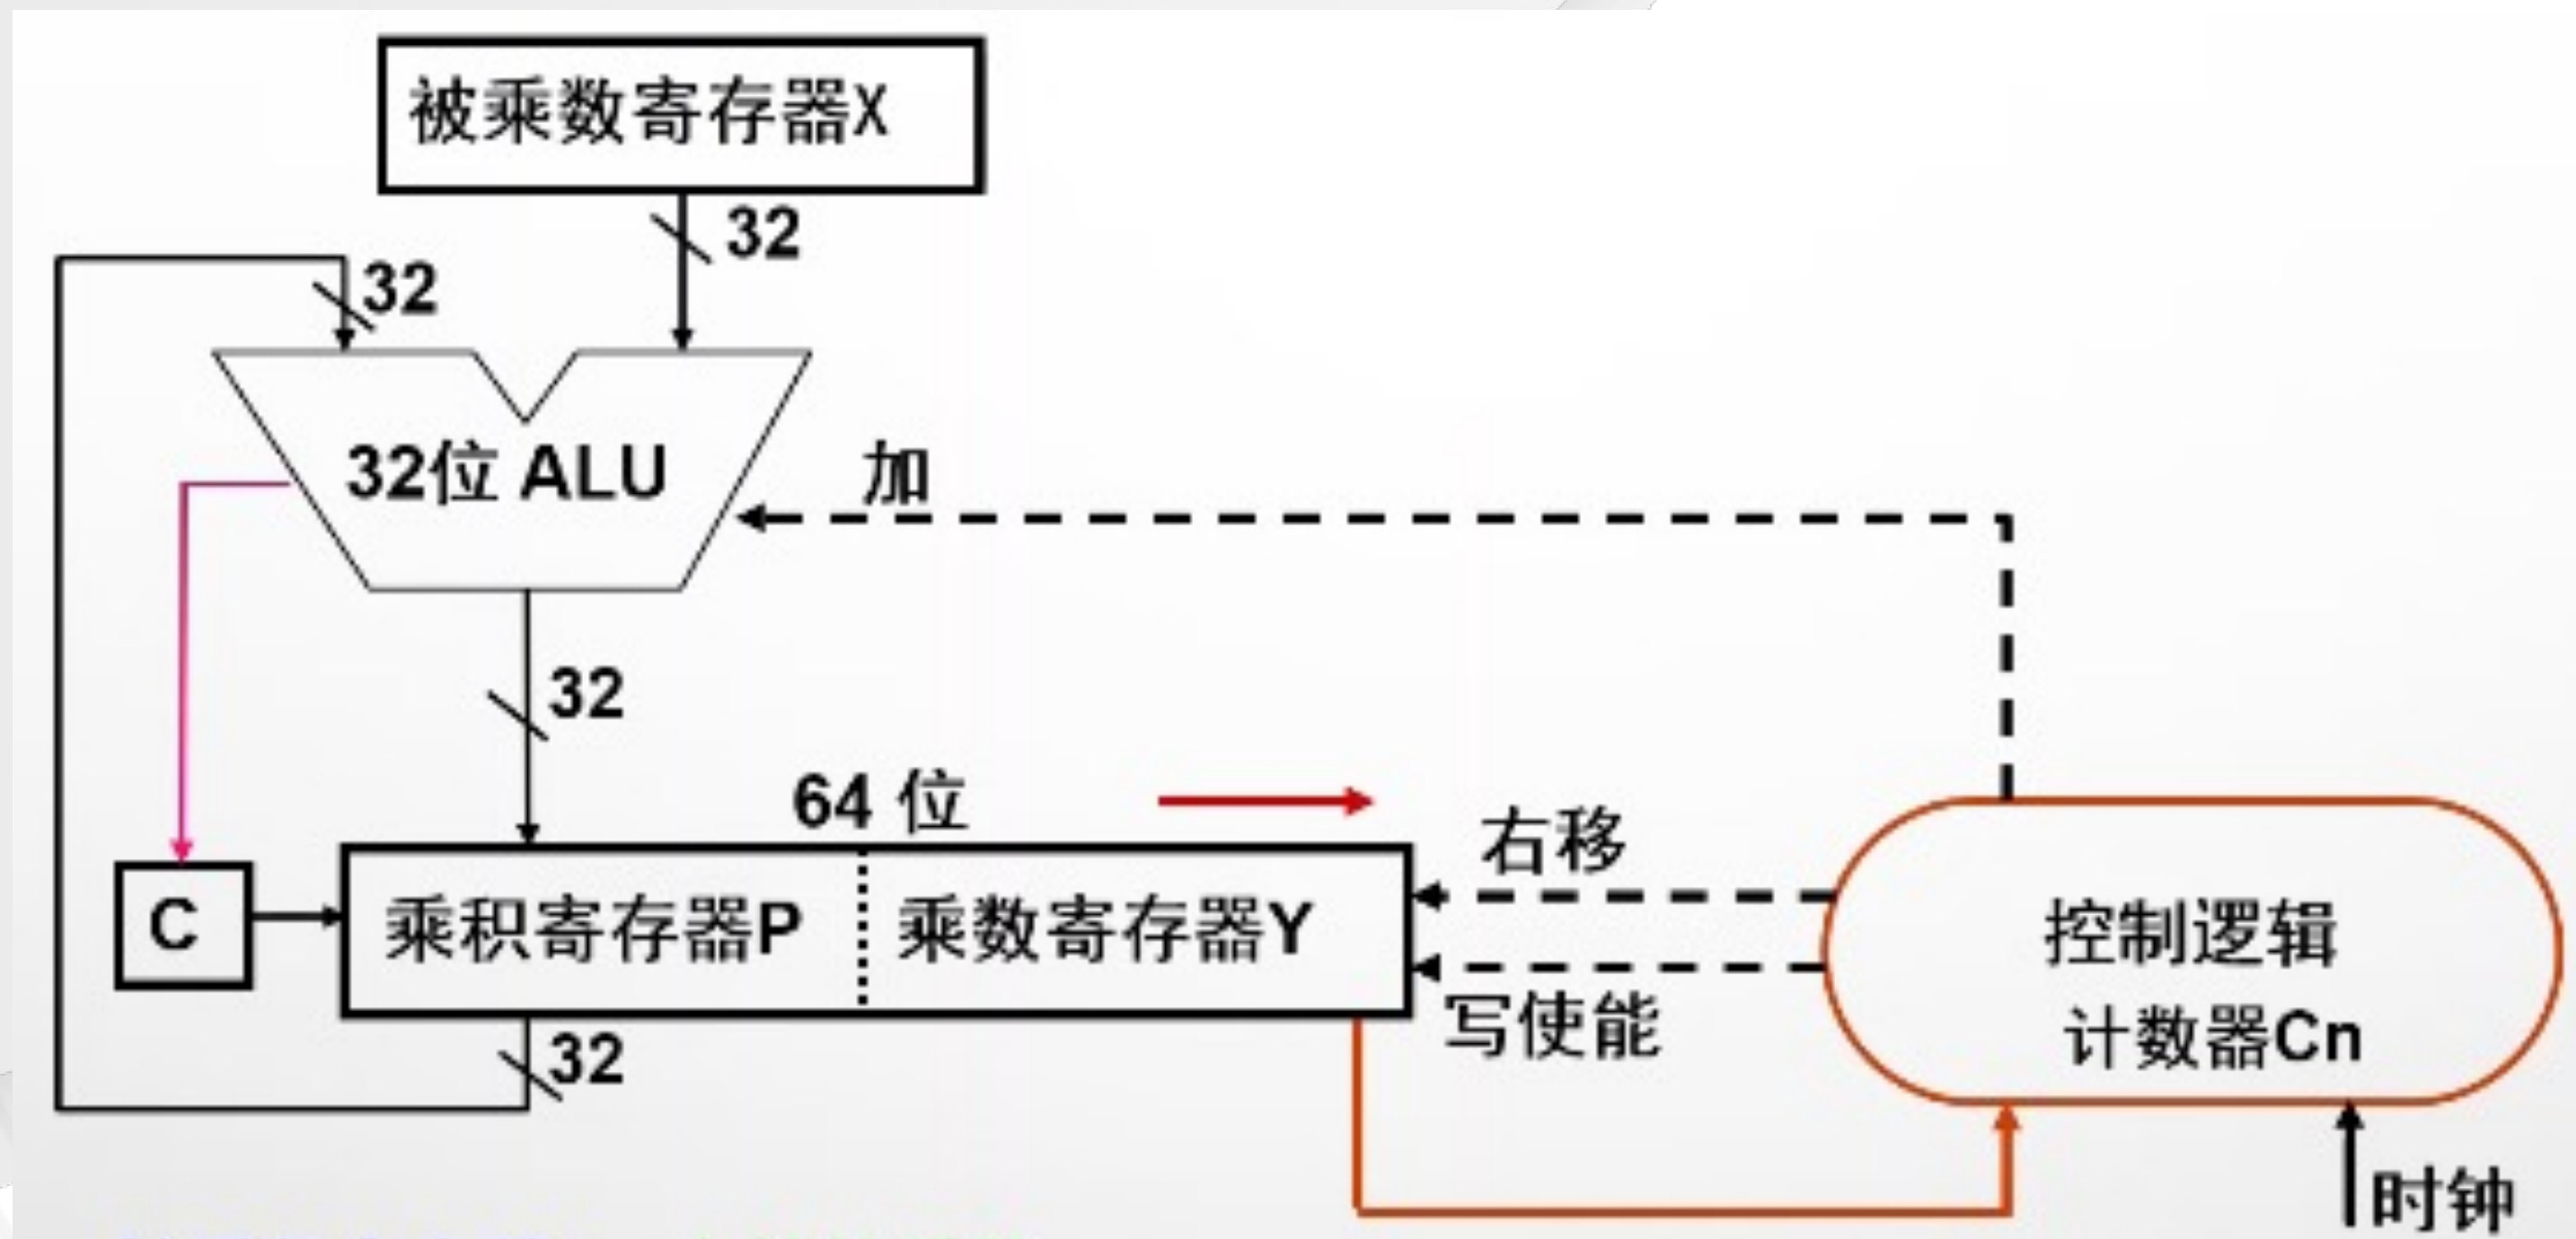 被乘数寄存器X
32
32
32位 ALU
加
32
64 位
右移
C
乘积寄存器P
乘数寄存器Y
控制逻辑
计数器Cn
写使能
32
时钟